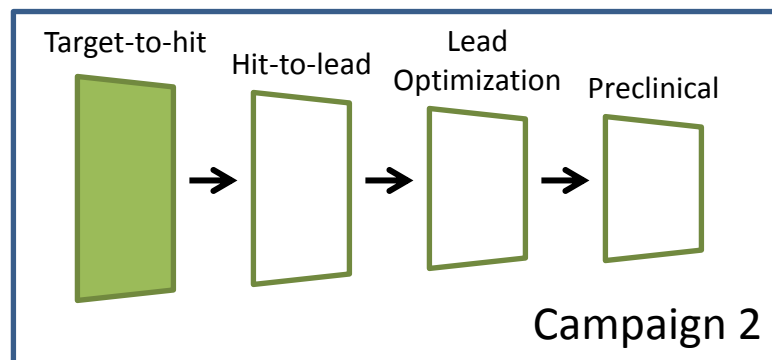 Target-to-hit
Hit-to-lead
Lead
Optimization
Preclinical
Campaign 2